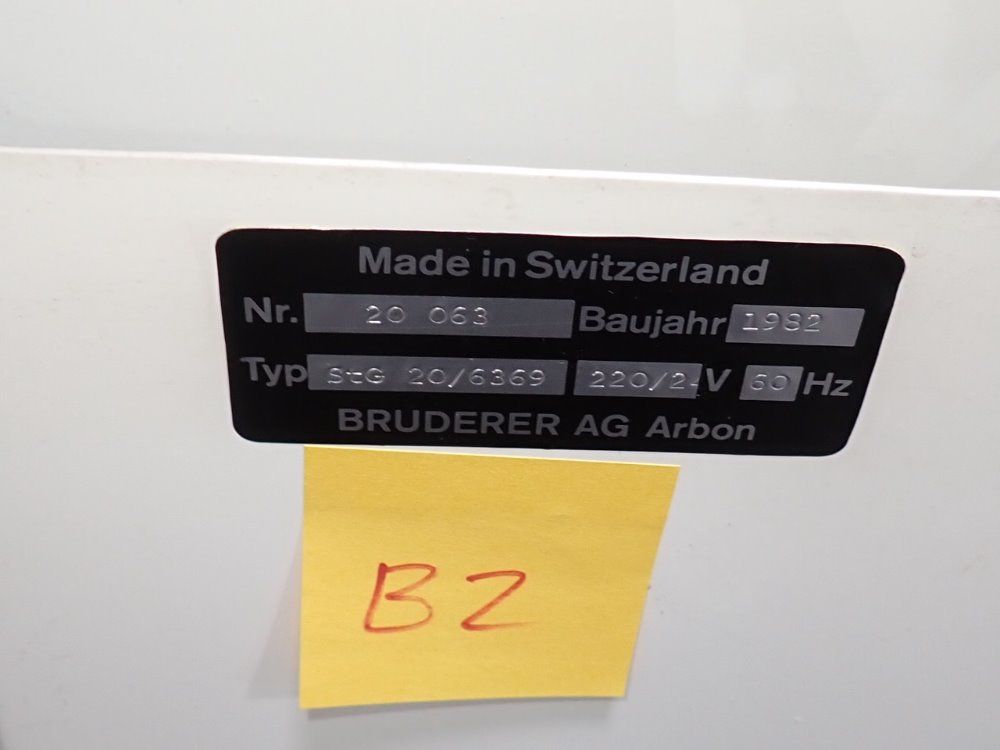 Made in Switzerland
Nr. 20 063 Baujahr 1982
Typ StG 20/6369 220/2 V 60 Hz
BRUDERER AG Arbon
B2